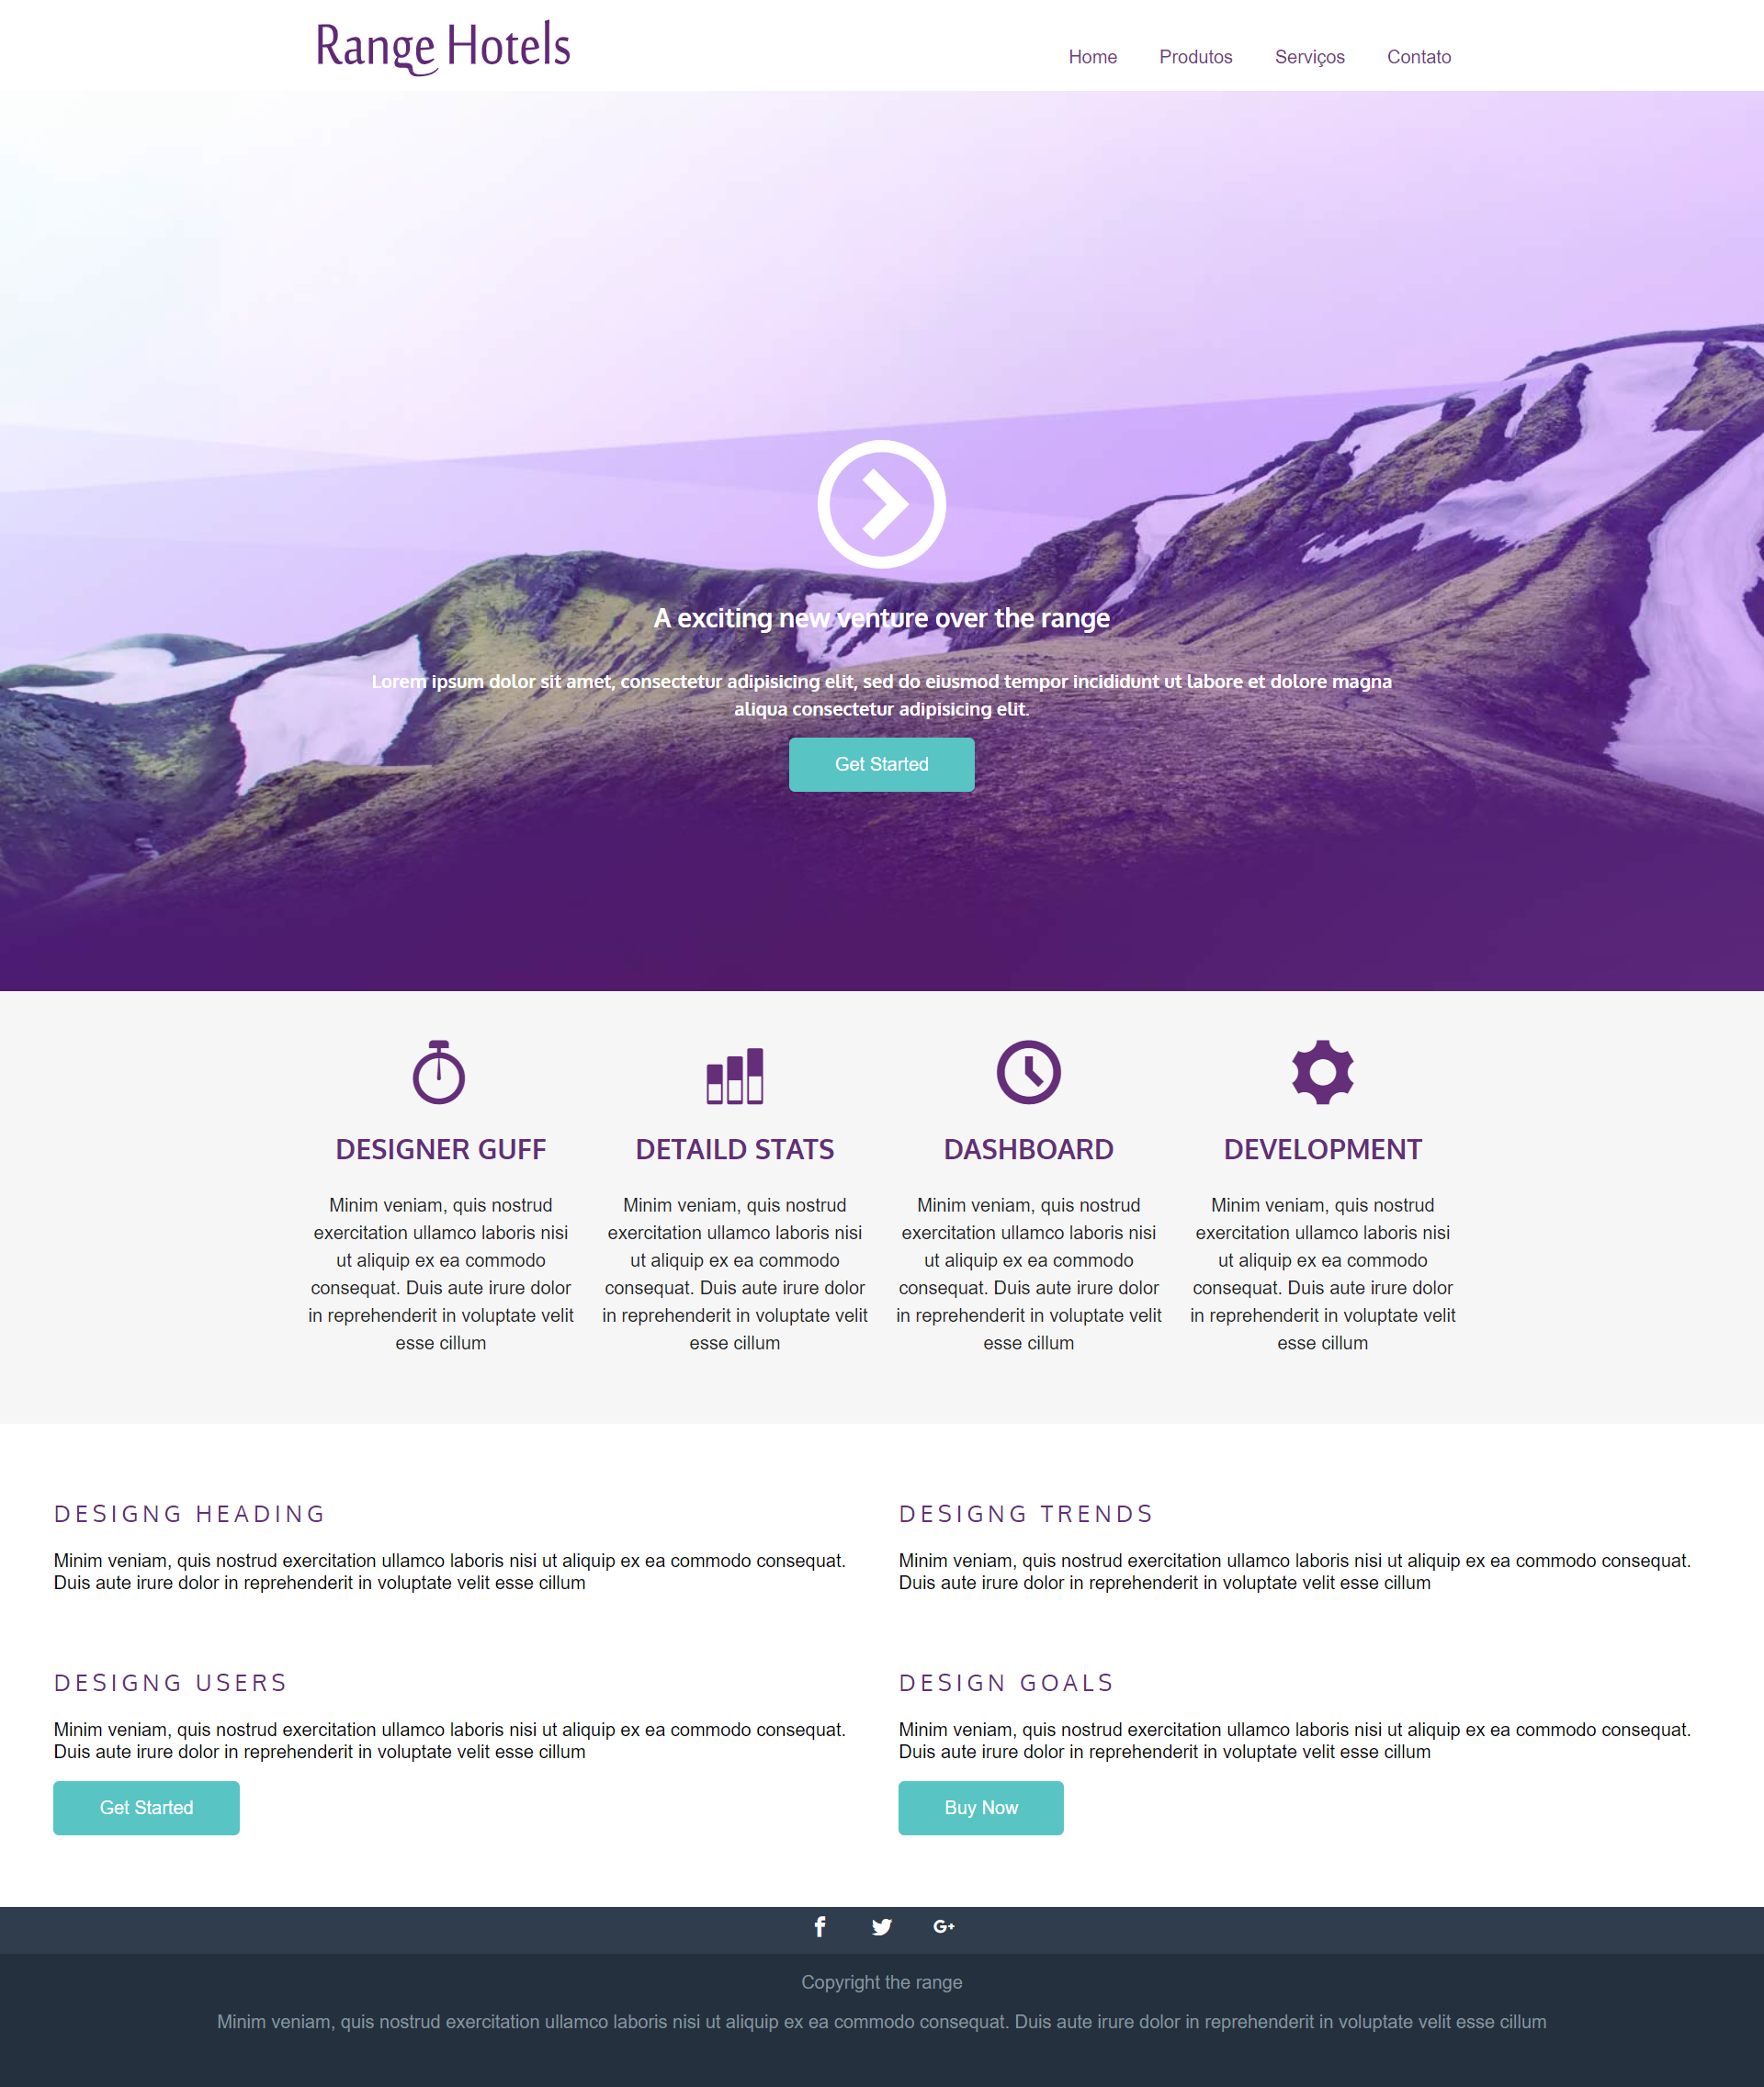 Range Hotels
Home Produtos Serviços Contato
A exciting new venture over the range
Lorem ipsum dolor sit amet, consectetur adipisicing elit, sed do eiusmod tempor incididunt ut labore et dolore magna
aliqua consectetur adipisicing elit.
Get Started
DESIGNER GUFF
Minim veniam, quis nostrud
exercitation ullamco laboris nisi
ut aliquip ex ea commodo
consequat. Duis aute irure dolor
in reprehenderit in voluptate velit
esse cillum
DETAILD STATS
Minim veniam, quis nostrud
exercitation ullamco laboris nisi
ut aliquip ex ea commodo
consequat. Duis aute irure dolor
in reprehenderit in voluptate velit
esse cillum
DASHBOARD
Minim veniam, quis nostrud
exercitation ullamco laboris nisi
ut aliquip ex ea commodo
consequat. Duis aute irure dolor
in reprehenderit in voluptate velit
esse cillum
DEVELOPMENT
Minim veniam, quis nostrud
exercitation ullamco laboris nisi
ut aliquip ex ea commodo
consequat. Duis aute irure dolor
in reprehenderit in voluptate velit
esse cillum
DESIGNG HEADING
Minim veniam, quis nostrud exercitation ullamco laboris nisi ut aliquip ex ea commodo consequat.
Duis aute irure dolor in reprehenderit in voluptate velit esse cillum
DESIGNG TRENDS
Minim veniam, quis nostrud exercitation ullamco laboris nisi ut aliquip ex ea commodo consequat.
Duis aute irure dolor in reprehenderit in voluptate velit esse cillum
DESIGNG USERS
Minim veniam, quis nostrud exercitation ullamco laboris nisi ut aliquip ex ea commodo consequat.
Duis aute irure dolor in reprehenderit in voluptate velit esse cillum
Get Started
DESIGN GOALS
Minim veniam, quis nostrud exercitation ullamco laboris nisi ut aliquip ex ea commodo consequat.
Duis aute irure dolor in reprehenderit in voluptate velit esse cillum
Buy Now
f G+
Copyright the range
Minim veniam, quis nostrud exercitation ullamco laboris nisi ut aliquip ex ea commodo consequat. Duis aute irure dolor in reprehenderit in voluptate velit esse cillum